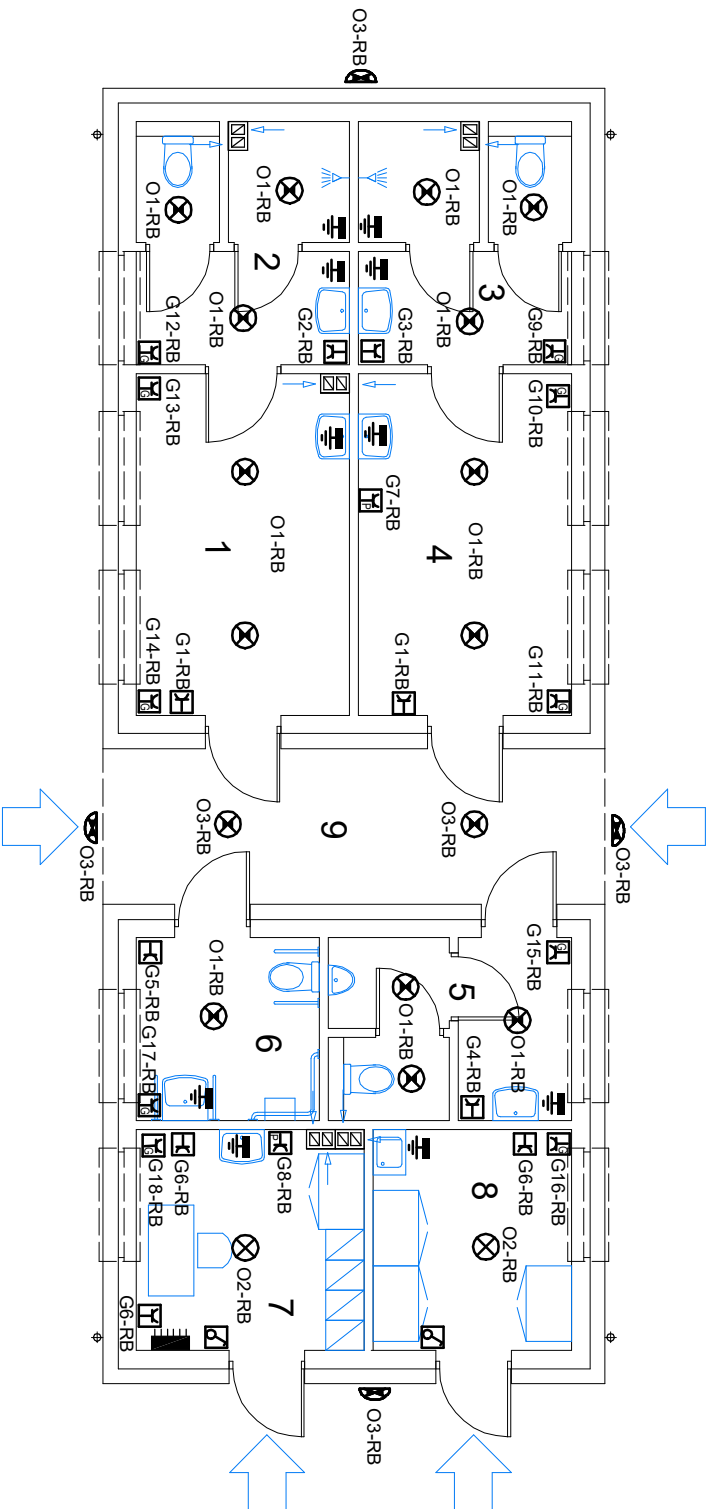 O3-RB
O1-RB
O1-RB
O1-RB
O1-RB
2
3
G12-RB
O1-RB
G2-RB
G3-RB
O1-RB
G9-RB
G
G
G13-RB
G
G10-RB
G
G7-RB
P
1
O1-RB
4
O1-RB
G14-RB
G
G1-RB
G1-RB
G11-RB
G
O3-RB
O3-RB
9
O3-RB
O3-RB
G5-RB
O1-RB
6
5
G15-RB
G
G17-RB
G
O1-RB
G4-RB
O1-RB
G18-RB
G
G6-RB
G8-RB
P
8
G6-RB
G16-RB
G
O2-RB
7
O2-RB
G6-RB
O3-RB